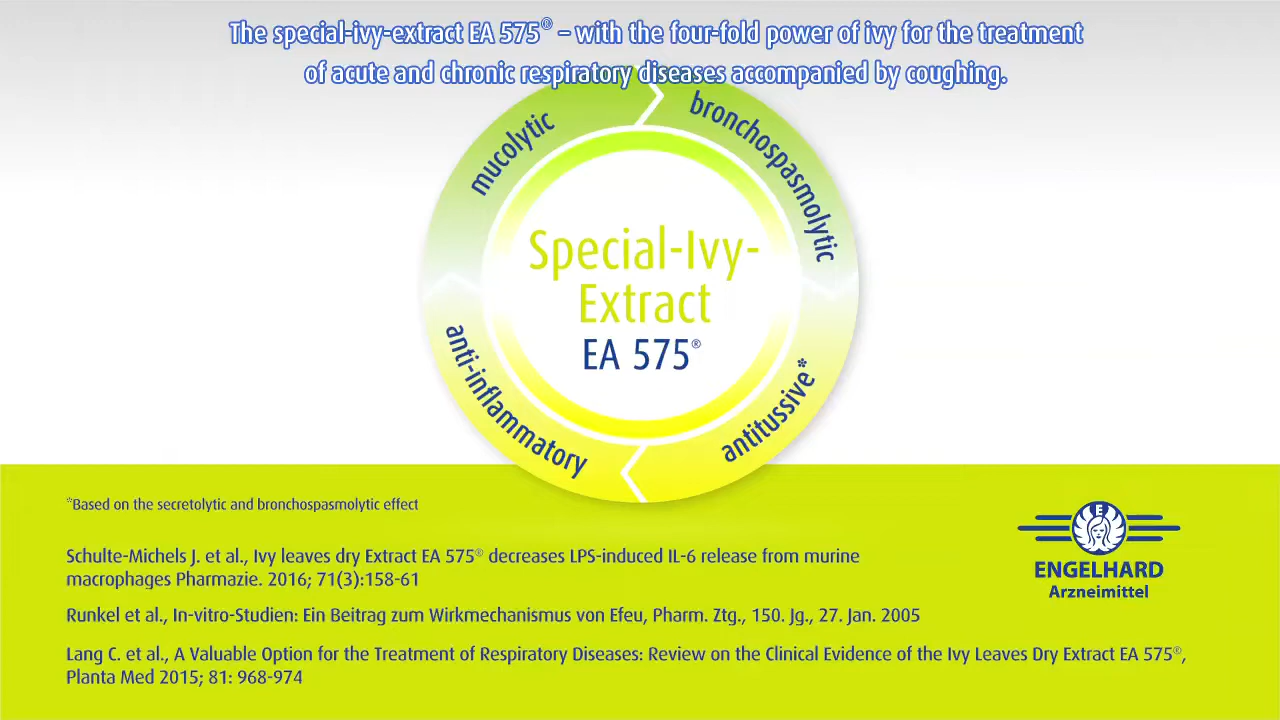 The special-ivy-extract EA 575® – with the four-fold power of ivy for the treatment
of acute and chronic respiratory diseases accompanied by coughing.
mucolytic
bronchospasmolytic
Special-Ivy-
Extract
EA 575®
anti-inflammatory
antitussive*
*Based on the secretolytic and bronchospasmolytic effect
Schulte-Michels J. et al., Ivy leaves dry Extract EA 575® decreases LPS-induced IL-6 release from murine
macrophages Pharmazie. 2016; 71(3):158-61
Runkel et al., In-vitro-Studien: Ein Beitrag zum Wirkmechanismus von Efeu, Pharm. Ztg., 150. Jg., 27. Jan. 2005
Lang C. et al., A Valuable Option for the Treatment of Respiratory Diseases: Review on the Clinical Evidence of the Ivy Leaves Dry Extract EA 575®,
Planta Med 2015; 81: 968-974
E
ENGELHARD
Arzneimittel